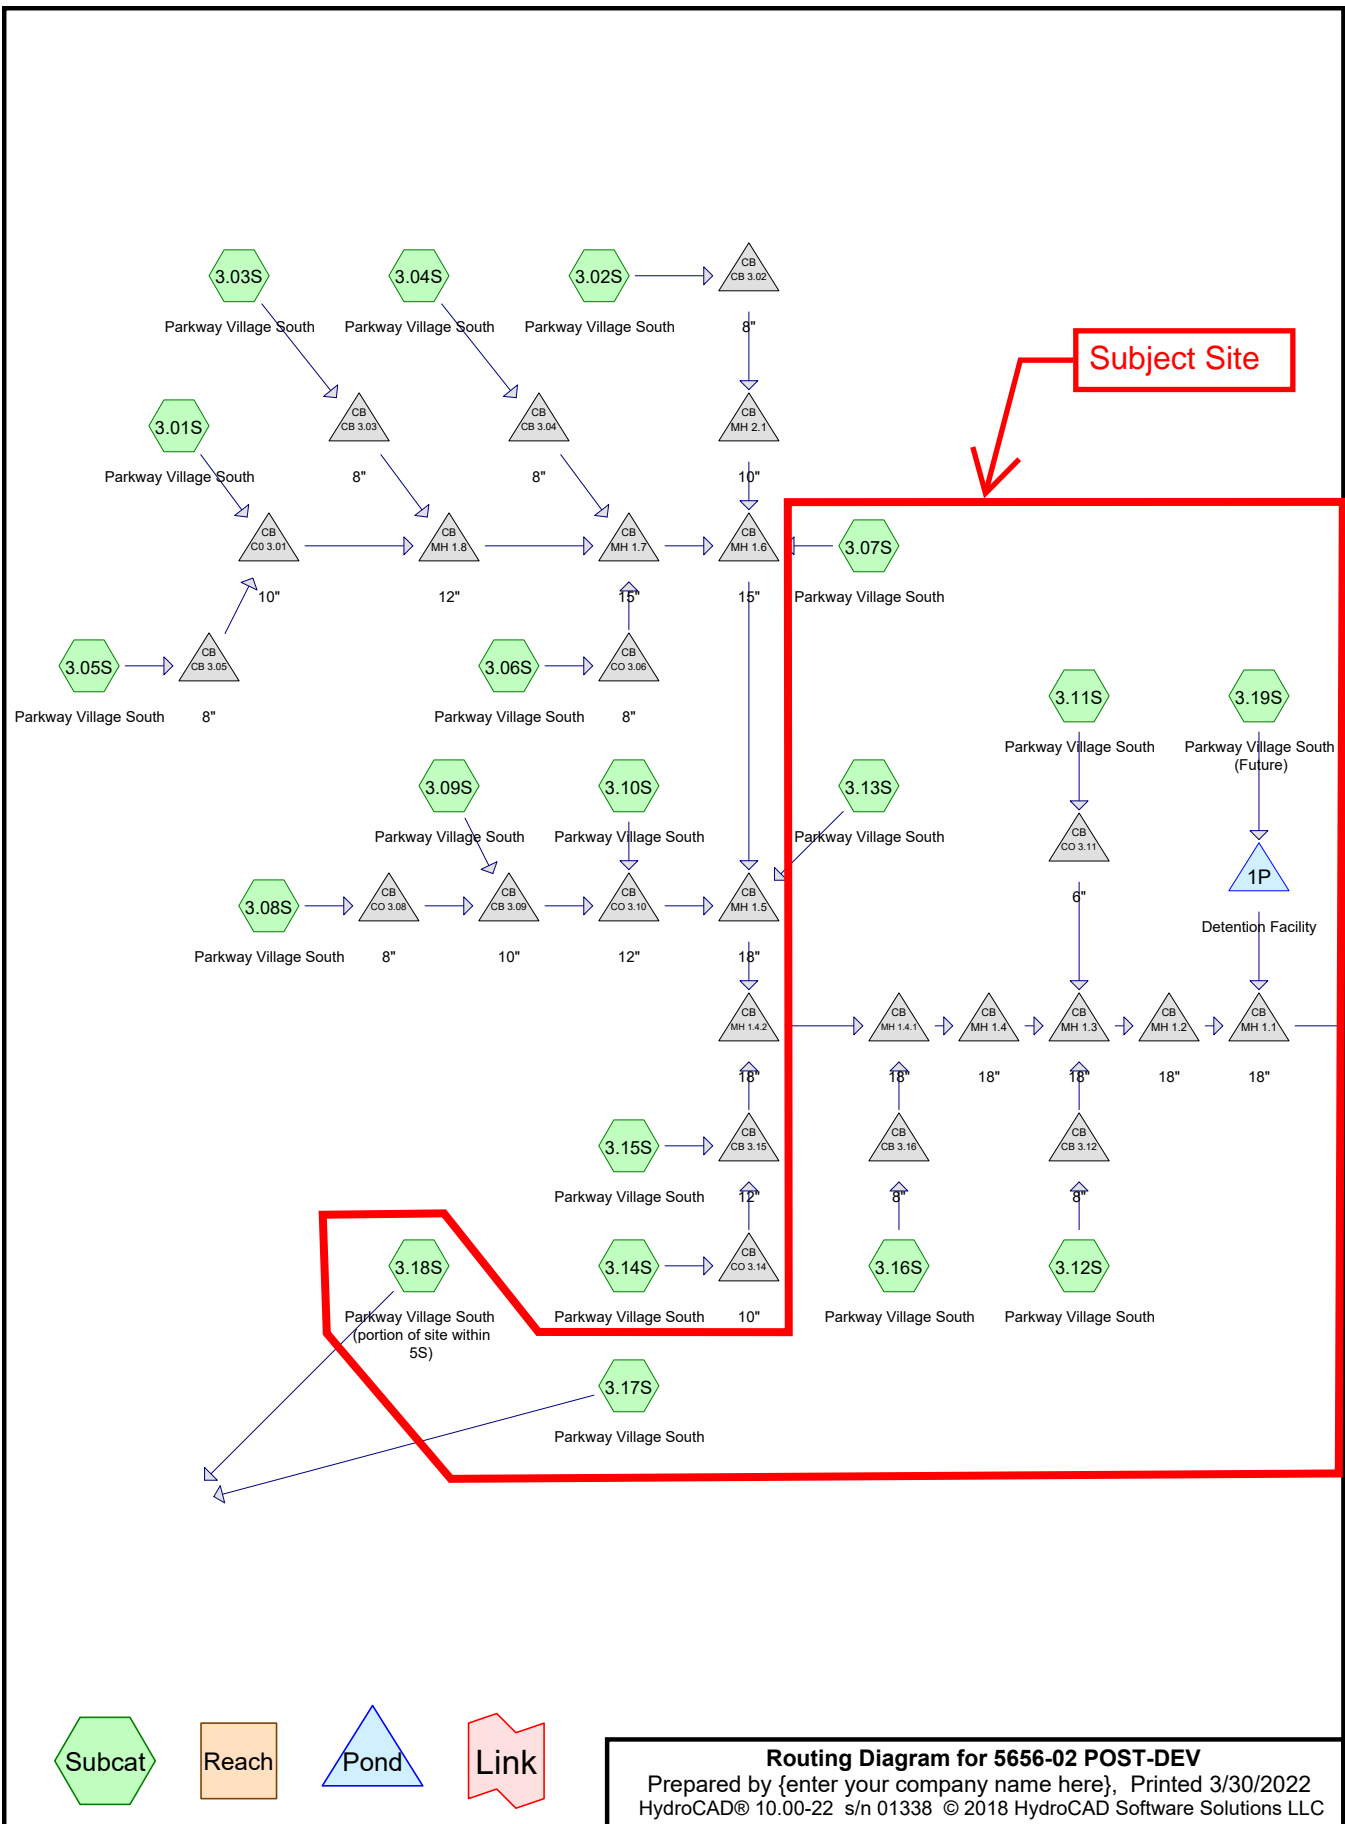 3.03S
3.04S
3.02S
CB
CB 3.02
Parkway Village South
Parkway Village South
Parkway Village South
8"
Subject Site
3.01S
CB
CB 3.03
CB
CB 3.04
CB
MH 2.1
Parkway Village South
8"
8"
10"
CB
C0 3.01
CB
MH 1.8
CB
MH 1.7
CB
MH 1.6
3.07S
10"
12"
15"
15"
Parkway Village South
3.05S
CB
CB 3.05
3.06S
CB
CO 3.06
3.11S
3.19S
Parkway Village South
8"
Parkway Village South
8"
Parkway Village South
Parkway Village South
(Future)
3.09S
3.10S
3.13S
Parkway Village South
Parkway Village South
Parkway Village South
CB
CO 3.11
1P
6"
Detention Facility
3.08S
CB
CO 3.08
CB
CB 3.09
CB
CO 3.10
CB
MH 1.5
Parkway Village South
8"
10"
12"
18"
CB
MH 1.4.2
CB
MH 1.4.1
CB
MH 1.4
CB
MH 1.3
CB
MH 1.2
CB
MH 1.1
18"
18"
18"
18"
18"
18"
3.15S
CB
CB 3.15
CB
CB 3.16
CB
CB 3.12
Parkway Village South
12"
8"
8"
3.18S
3.14S
CB
CO 3.14
3.16S
3.12S
Parkway Village South
(portion of site within
5S)
Parkway Village South
10"
Parkway Village South
Parkway Village South
3.17S
Parkway Village South
Subcat
Reach
Pond
Link
Routing Diagram for 5656-02 POST-DEV
Prepared by {enter your company name here}, Printed 3/30/2022
HydroCAD® 10.00-22 s/n 01338 © 2018 HydroCAD Software Solutions LLC